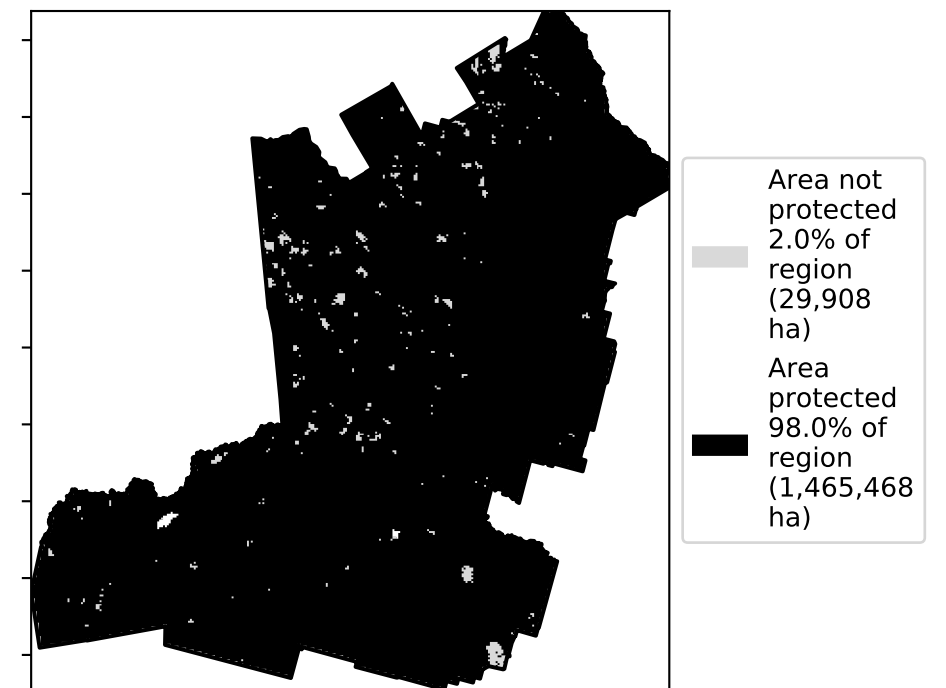 Area not
protected
2.0% of
region
(29,908
ha)
Area
protected
98.0% of
region
(1,465,468
ha)